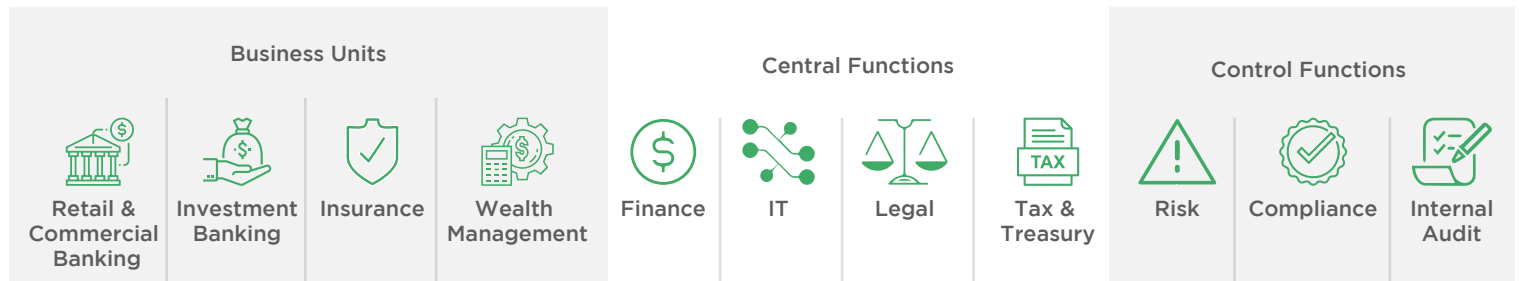 Business Units
Central Functions
Control Functions
$
$
$
$
TAX
Retail &
Commercial
Banking
Investment
Banking
Insurance
Wealth
Management
Finance
IT
Legal
Tax &
Treasury
Risk
Compliance
Internal
Audit